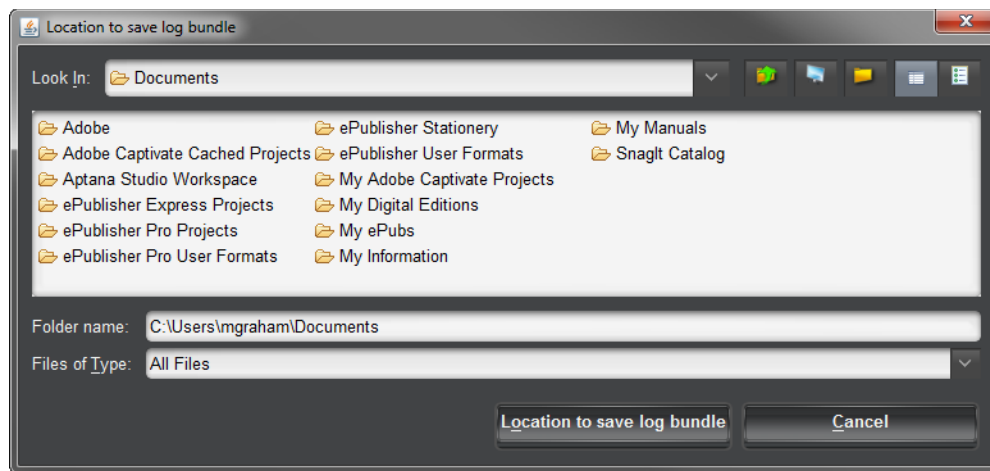 Location to save log bundle
Look In: Documents
Adobe ePublisher Stationery My Manuals
Adobe Captivate Cached Projects ePublisher User Formats SnagIt Catalog
Aptana Studio Workspace My Adobe Captivate Projects
ePublisher Express Projects My Digital Editions
ePublisher Pro Projects My ePubs
ePublisher Pro User Formats My Information
Folder name: C:\Users\mgraham\Documents
Files of Type: All Files
Location to save log bundle Cancel